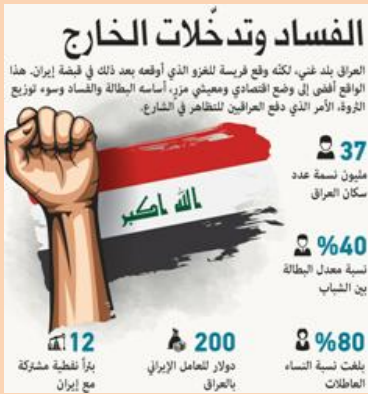 الفساد وتدخّلات الخارج
العراق بلد غني، لكنّه وقع فريسة للغزو الذي أوقعه بعد ذلك في قبضة إيران. هذا
الواقع أفضى إلى وضع اقتصادي ومعيشي مزرٍ، أساسه البطالة والفساد وسوء توزيع
الثروة، الأمر الذي دفع العراقيين للتظاهر في الشارع.
37
مليون نسمة عدد
سكان العراق
الله اكبر
%40
نسبة معدل البطالة
بين الشباب
%80
بلغت نسبة النساء
العاطلات
200
دولار للعامل الإيراني
بالعراق
12
بئراً نفطية مشتركة
مع إيران